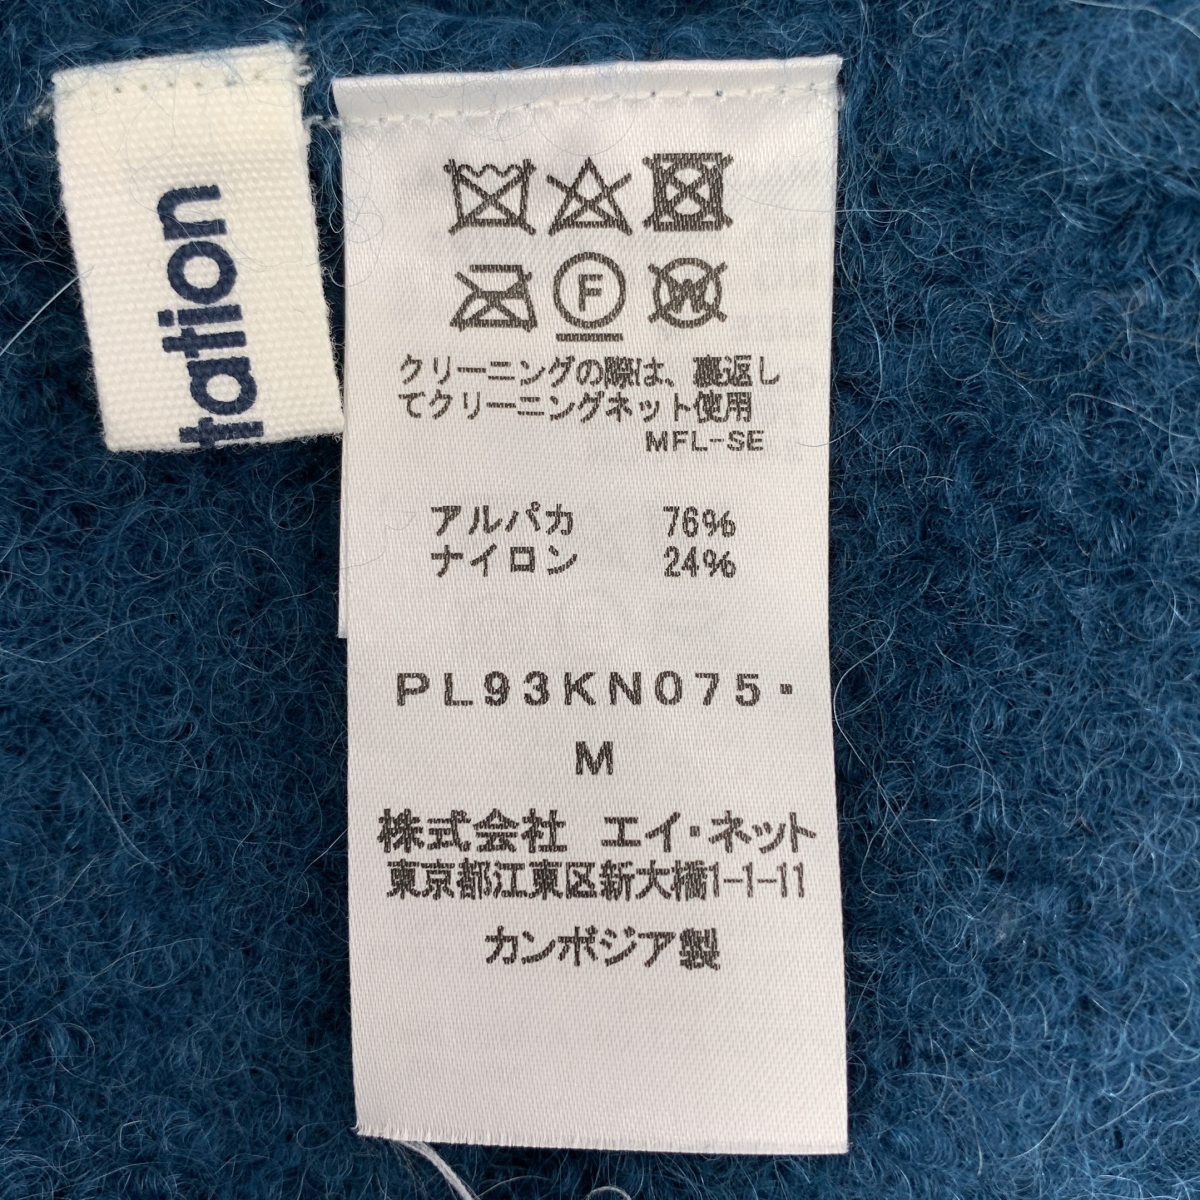 tation
F
W
クリーニングの際は、裏返し
てクリーニングネット使用
MFL-SE
アルパカ 76%
ナイロン 24%
PL93KN075・
M
株式会社 エイ・ネット
東京都江東区新大橋1-1-11
カンボジア製